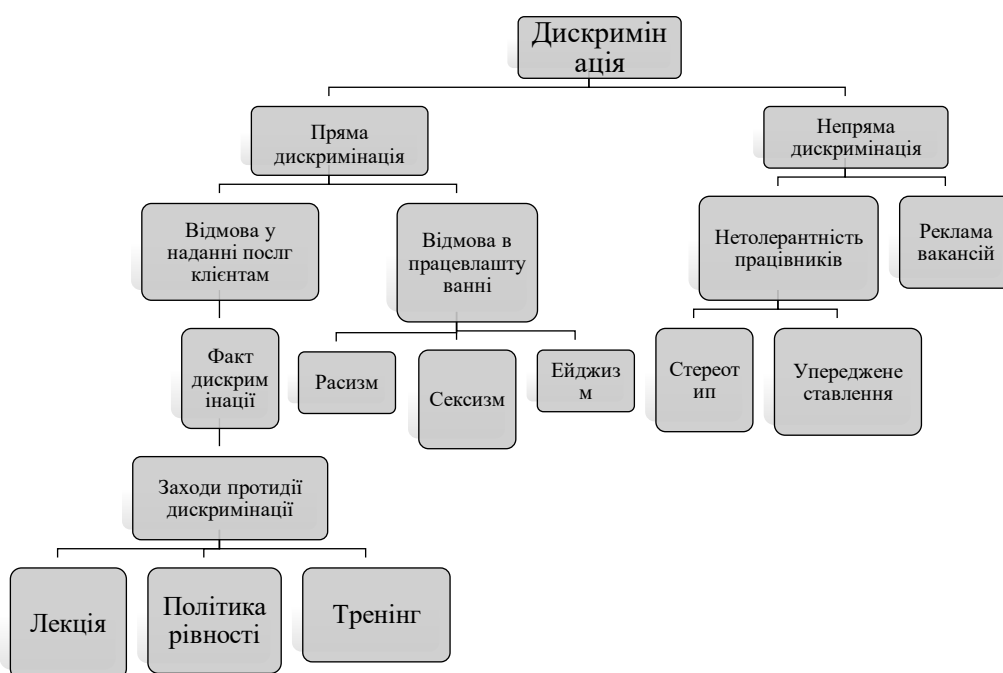 Дискримін
ація
Пряма
дискримінація
Непряма
дискримінація
Відмова у
наданні послг
клієнтам
Відмова в
працевлашту
ванні
Нетолерантність
працівників
Реклама
вакансій
Факт
дискрим
інації
Расизм
Сексизм
Ейджиз
м
Стереот
ип
Упереджене
ставлення
Заходи протидії
дискримінації
Лекція
Політика
рівності
Тренінг